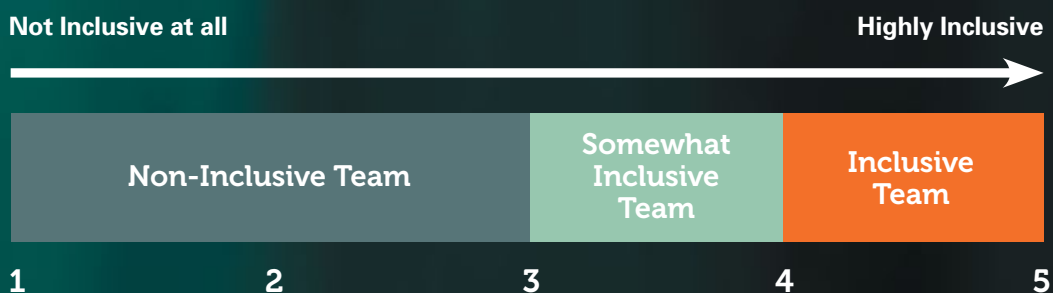 Not Inclusive at all
Highly Inclusive
Non-Inclusive Team
Somewhat
Inclusive
Team
Inclusive
Team
1 2 3 4 5